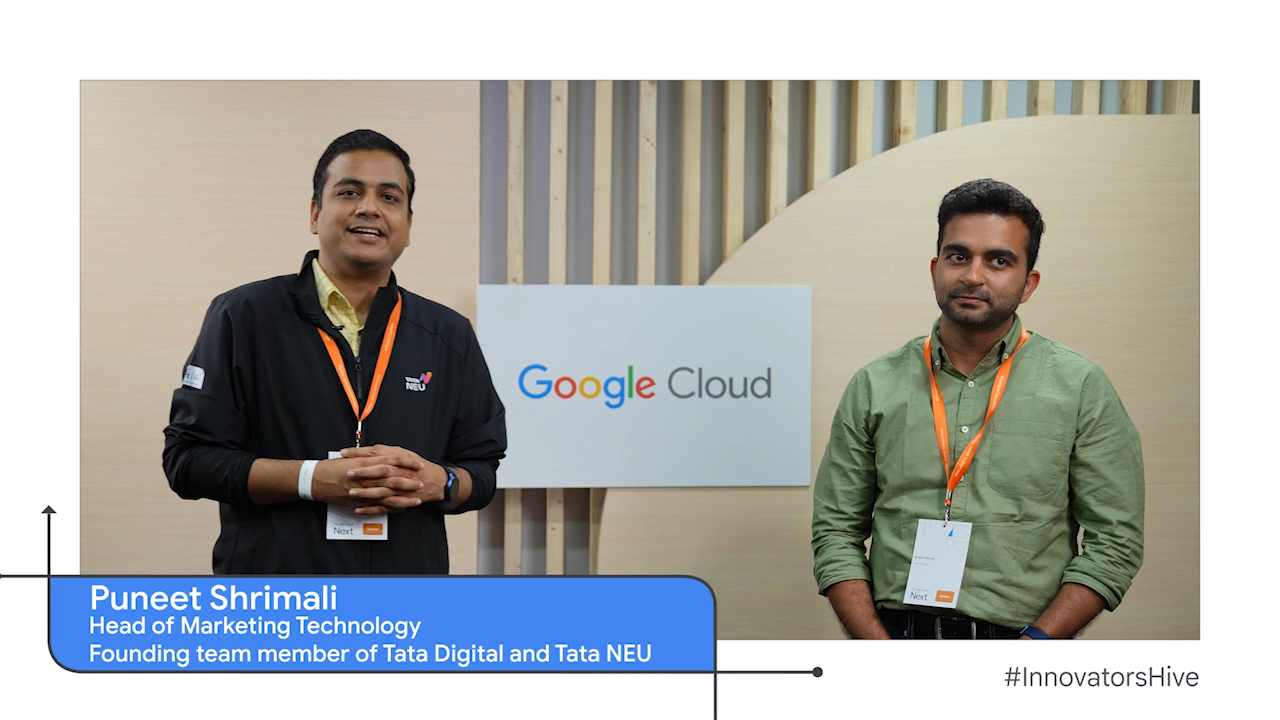 TATA
NEU
Google Cloud
Next
Next
Puneet Shrimali
Head of Marketing Technology
Founding team member of Tata Digital and Tata NEU
#InnovatorsHive